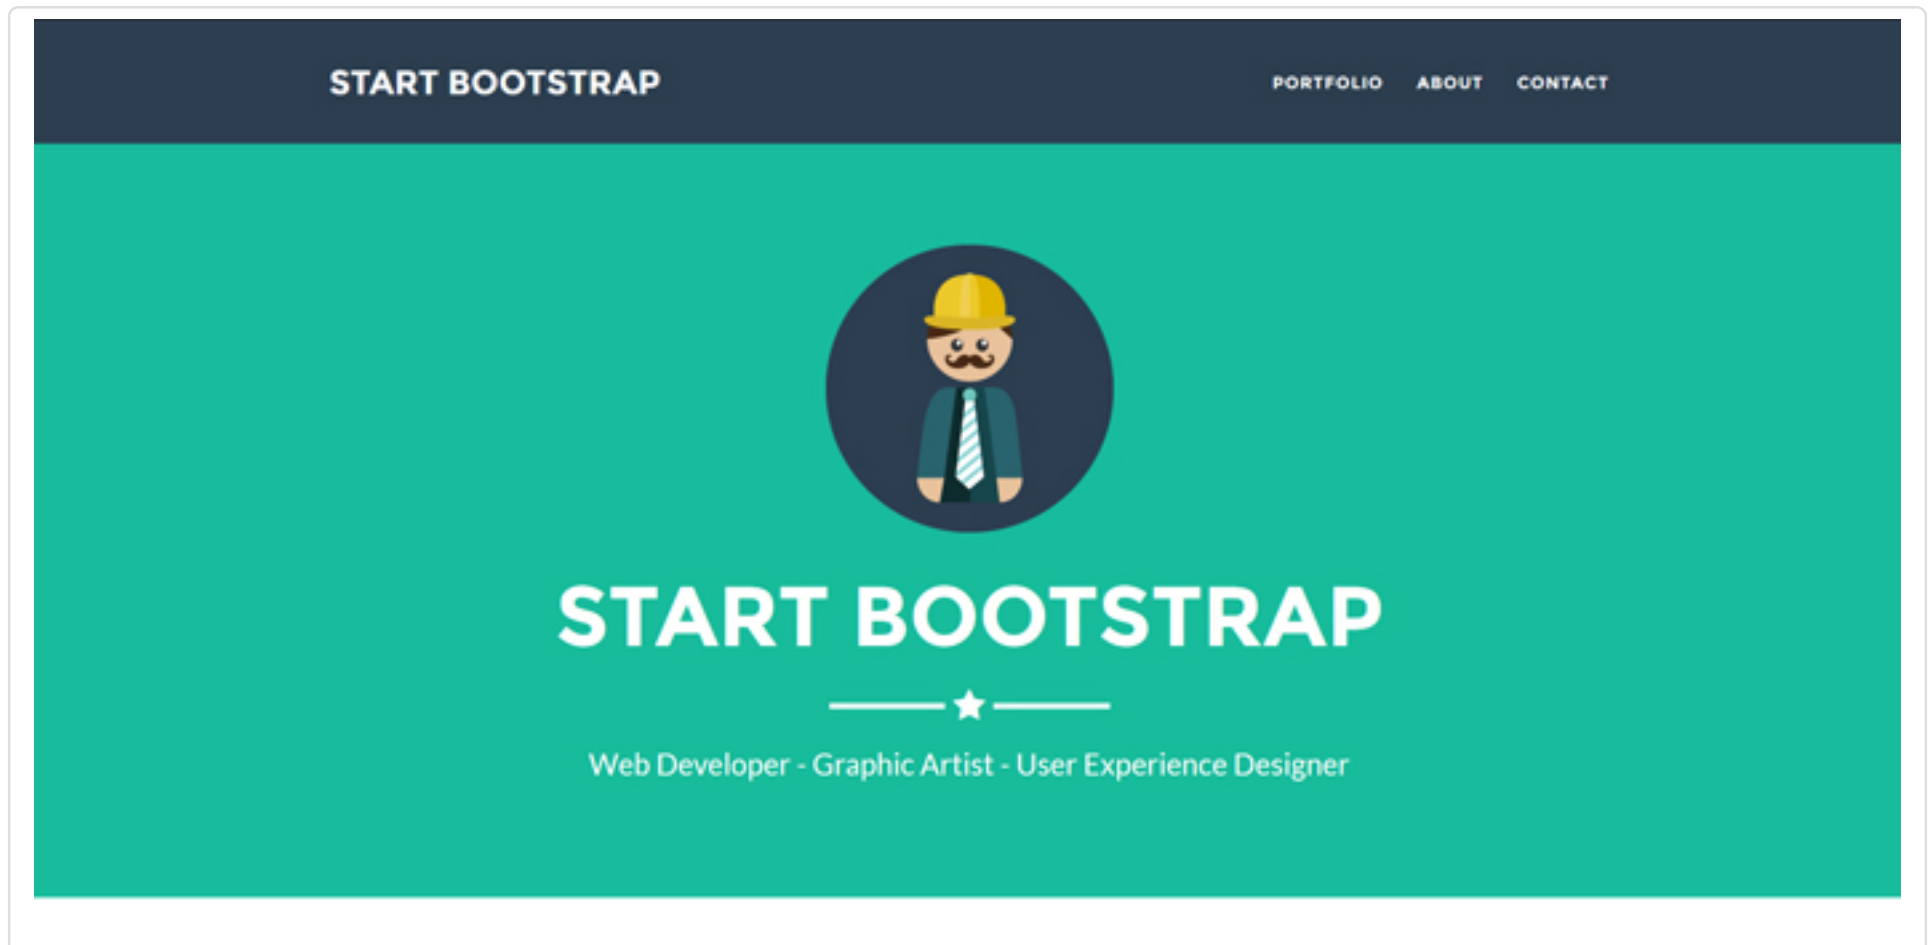 START BOOTSTRAP
PORTFOLIO ABOUT CONTACT
START BOOTSTRAP
Web Developer - Graphic Artist - User Experience Designer